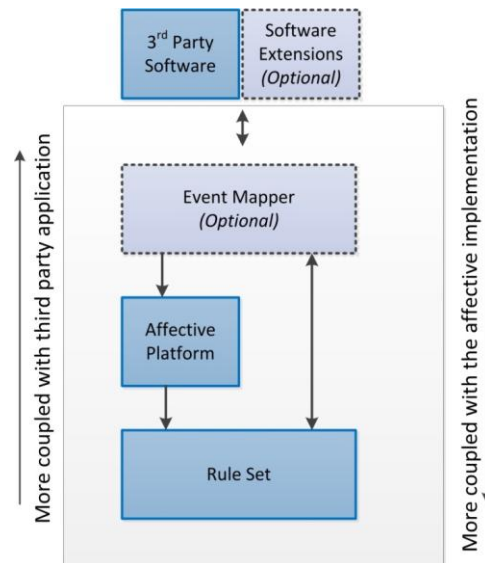 3rd Party
Software
Software
Extensions
(Optional)
More coupled with third party application
Event Mapper
(Optional)
Affective
Platform
Rule Set
More coupled with the affective implementation